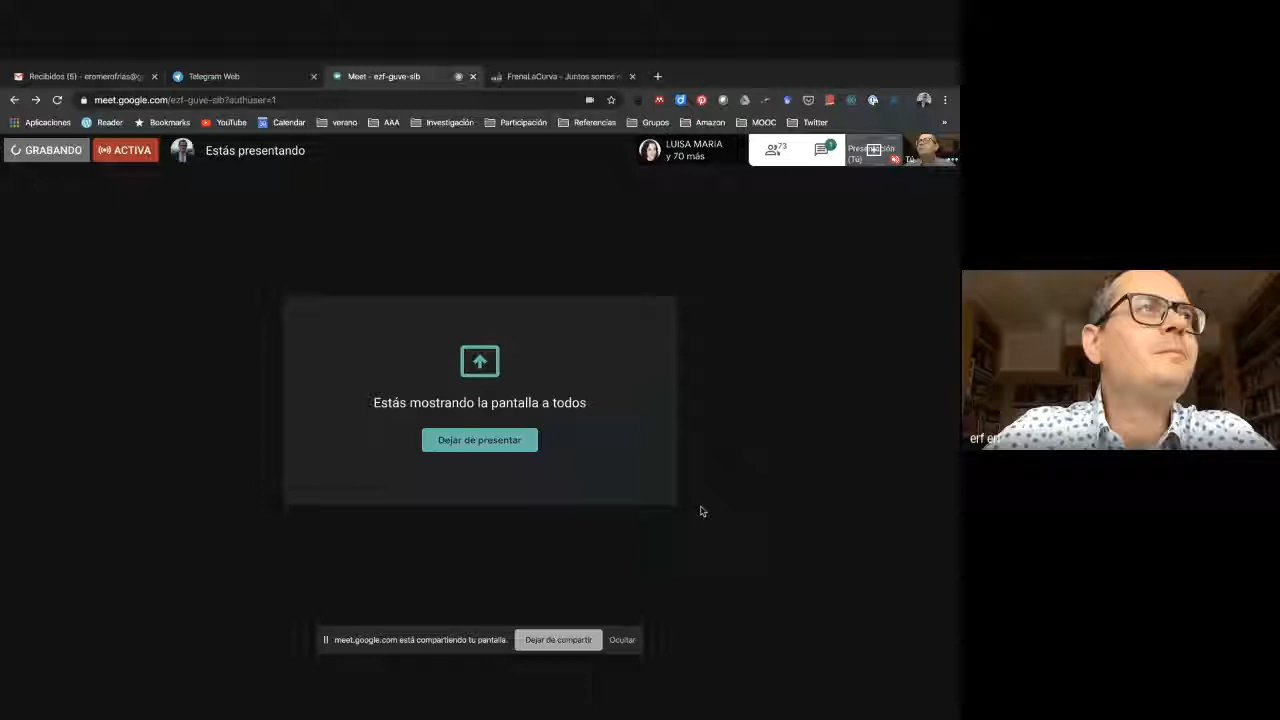 Recibidos (5) - eromerofrias@g
Telegram Web
Meet - ezf-guve-sib
FrenaLaCurva - Juntos somos n
meet.google.com/ezf-guve-sib?authuser=1
Aplicaciones
Reader
Bookmarks
YouTube
Calendar
verano
AAA
Investigación
Participación
Referencias
Grupos
Amazon
MOOC
Twitter
»
GRABANDO
ACTIVA
Estás presentando
LUISA MARIA
y 70 más
73
1
Presentación
(Tú)
Tú
Estás mostrando la pantalla a todos
Dejar de presentar
meet.google.com está compartiendo tu pantalla.
Dejar de compartir
Ocultar
erf erf